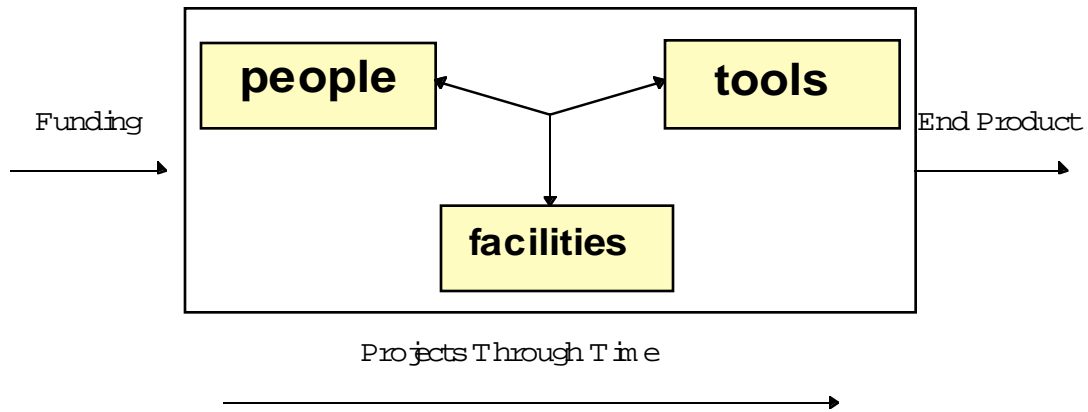 people
tools
Funding
End Product
facilities
Projects Through Time